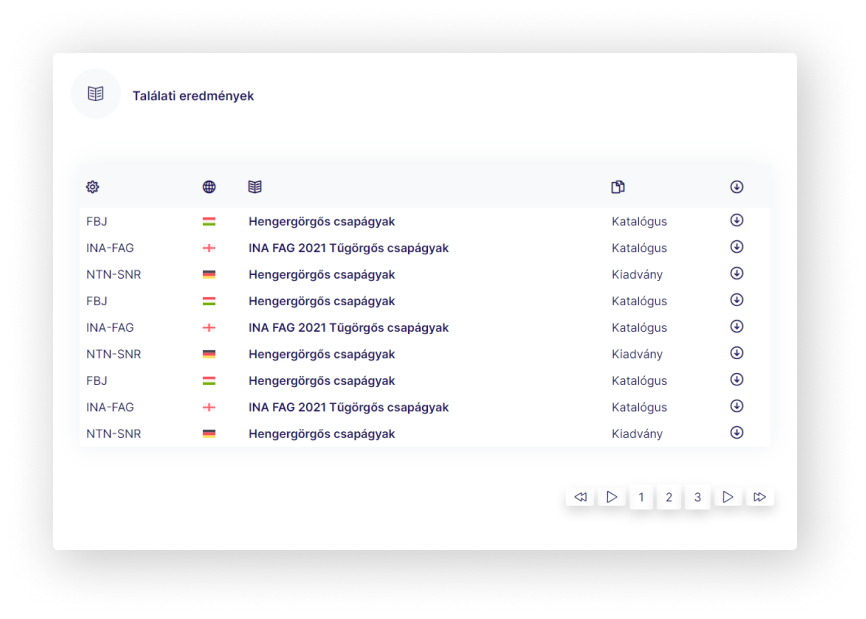 Találati eredmények
FBJ Hengergörgős csapágyak Katalógus
INA-FAG INA FAG 2021 Tűgörgős csapágyak Katalógus
NTN-SNR Hengergörgős csapágyak Kiadvány
FBJ Hengergörgős csapágyak Katalógus
INA-FAG INA FAG 2021 Tűgörgős csapágyak Katalógus
NTN-SNR Hengergörgős csapágyak Kiadvány
FBJ Hengergörgős csapágyak Katalógus
INA-FAG INA FAG 2021 Tűgörgős csapágyak Katalógus
NTN-SNR Hengergörgős csapágyak Kiadvány
1 2 3